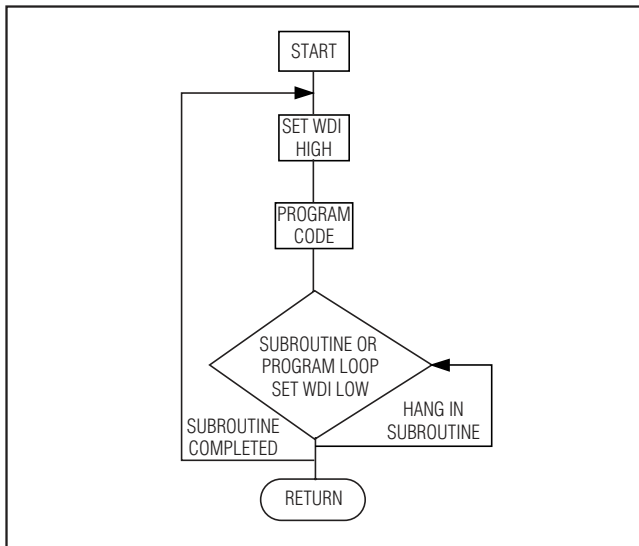 START
SET WDI
HIGH
PROGRAM
CODE
SUBROUTINE OR
PROGRAM LOOP
SET WDI LOW
SUBROUTINE
COMPLETED
HANG IN
SUBROUTINE
RETURN